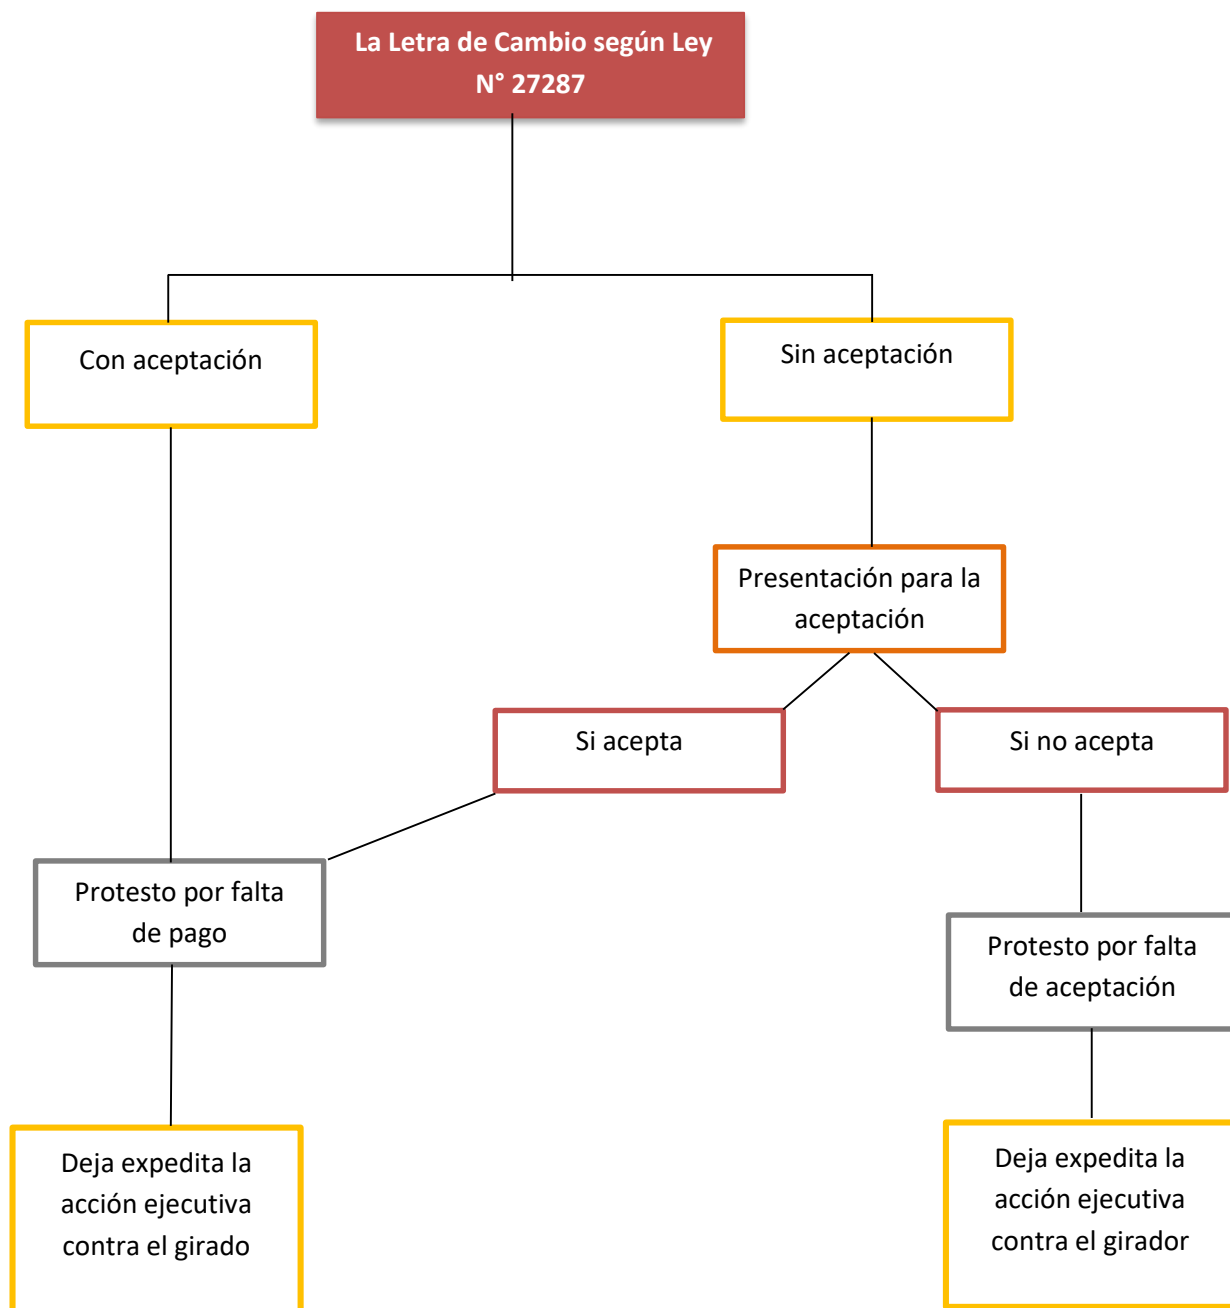 La Letra de Cambio según Ley
N° 27287
Con aceptación
Sin aceptación
Presentación para la
aceptación
Si acepta
Si no acepta
Protesto por falta
de pago
Protesto por falta
de aceptación
Deja expedita la
acción ejecutiva
contra el girado
Deja expedita la
acción ejecutiva
contra el girador